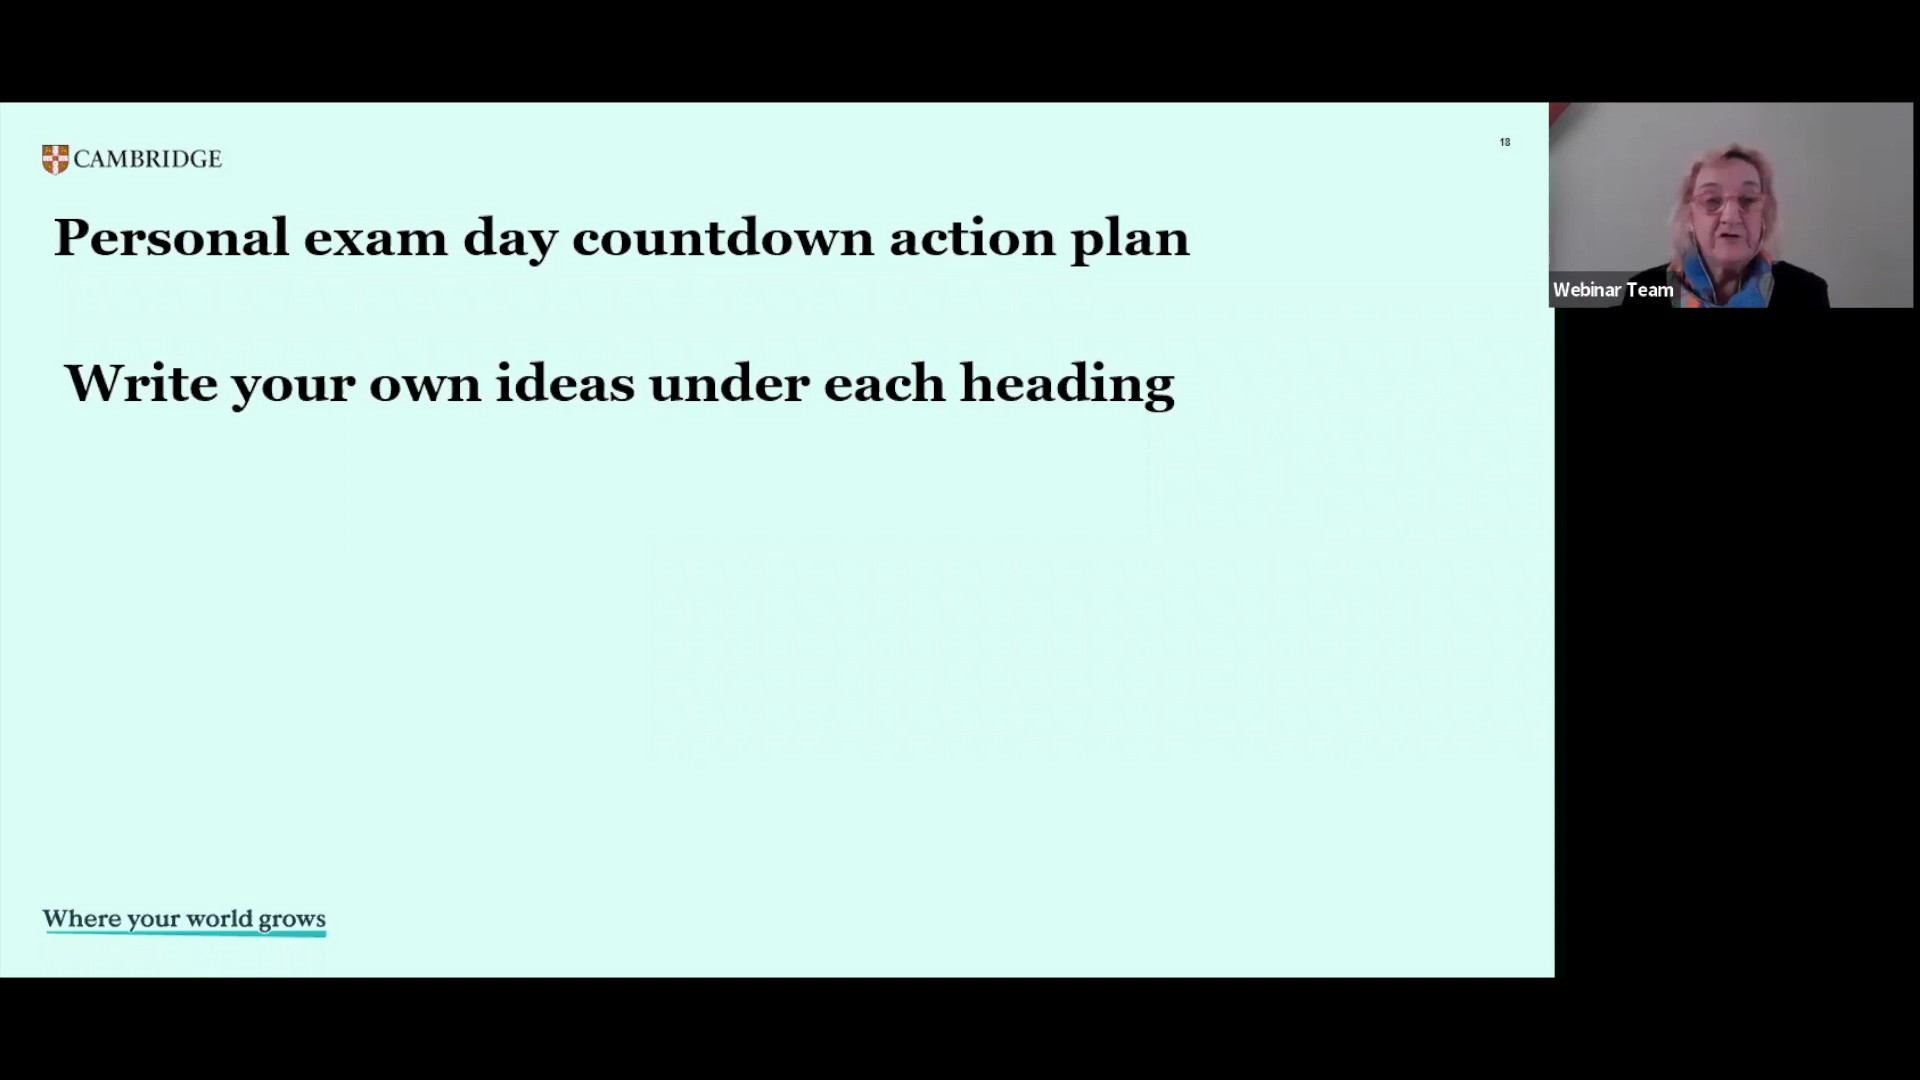 CAMBRIDGE
18
Personal exam day countdown action plan
Write your own ideas under each heading
Where your world grows
Webinar Team